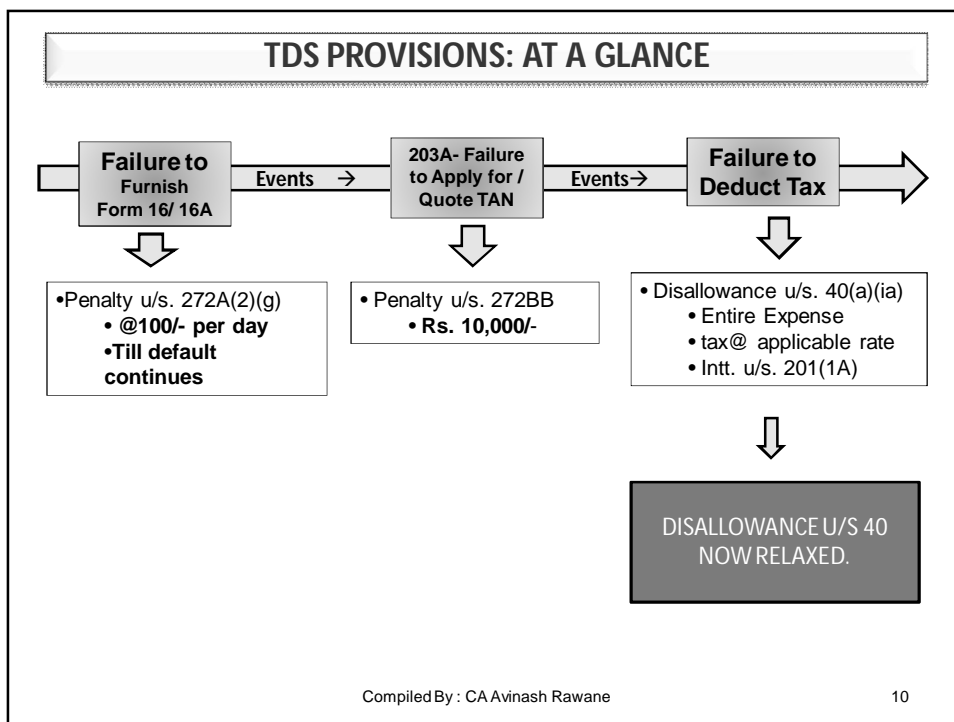 TDS PROVISIONS: AT A GLANCE
Failure to
Furnish
Form 16/ 16A
Events →
203A- Failure
to Apply for /
Quote TAN
Events→
Failure to
Deduct Tax
•Penalty u/s. 272A(2)(g)
• @100/- per day
•Till default
continues
• Penalty u/s. 272BB
• Rs. 10,000/-
• Disallowance u/s. 40(a)(ia)
• Entire Expense
• tax@ applicable rate
• Intt. u/s. 201(1A)
DISALLOWANCE U/S 40
NOW RELAXED.
Compiled By : CA Avinash Rawane
10